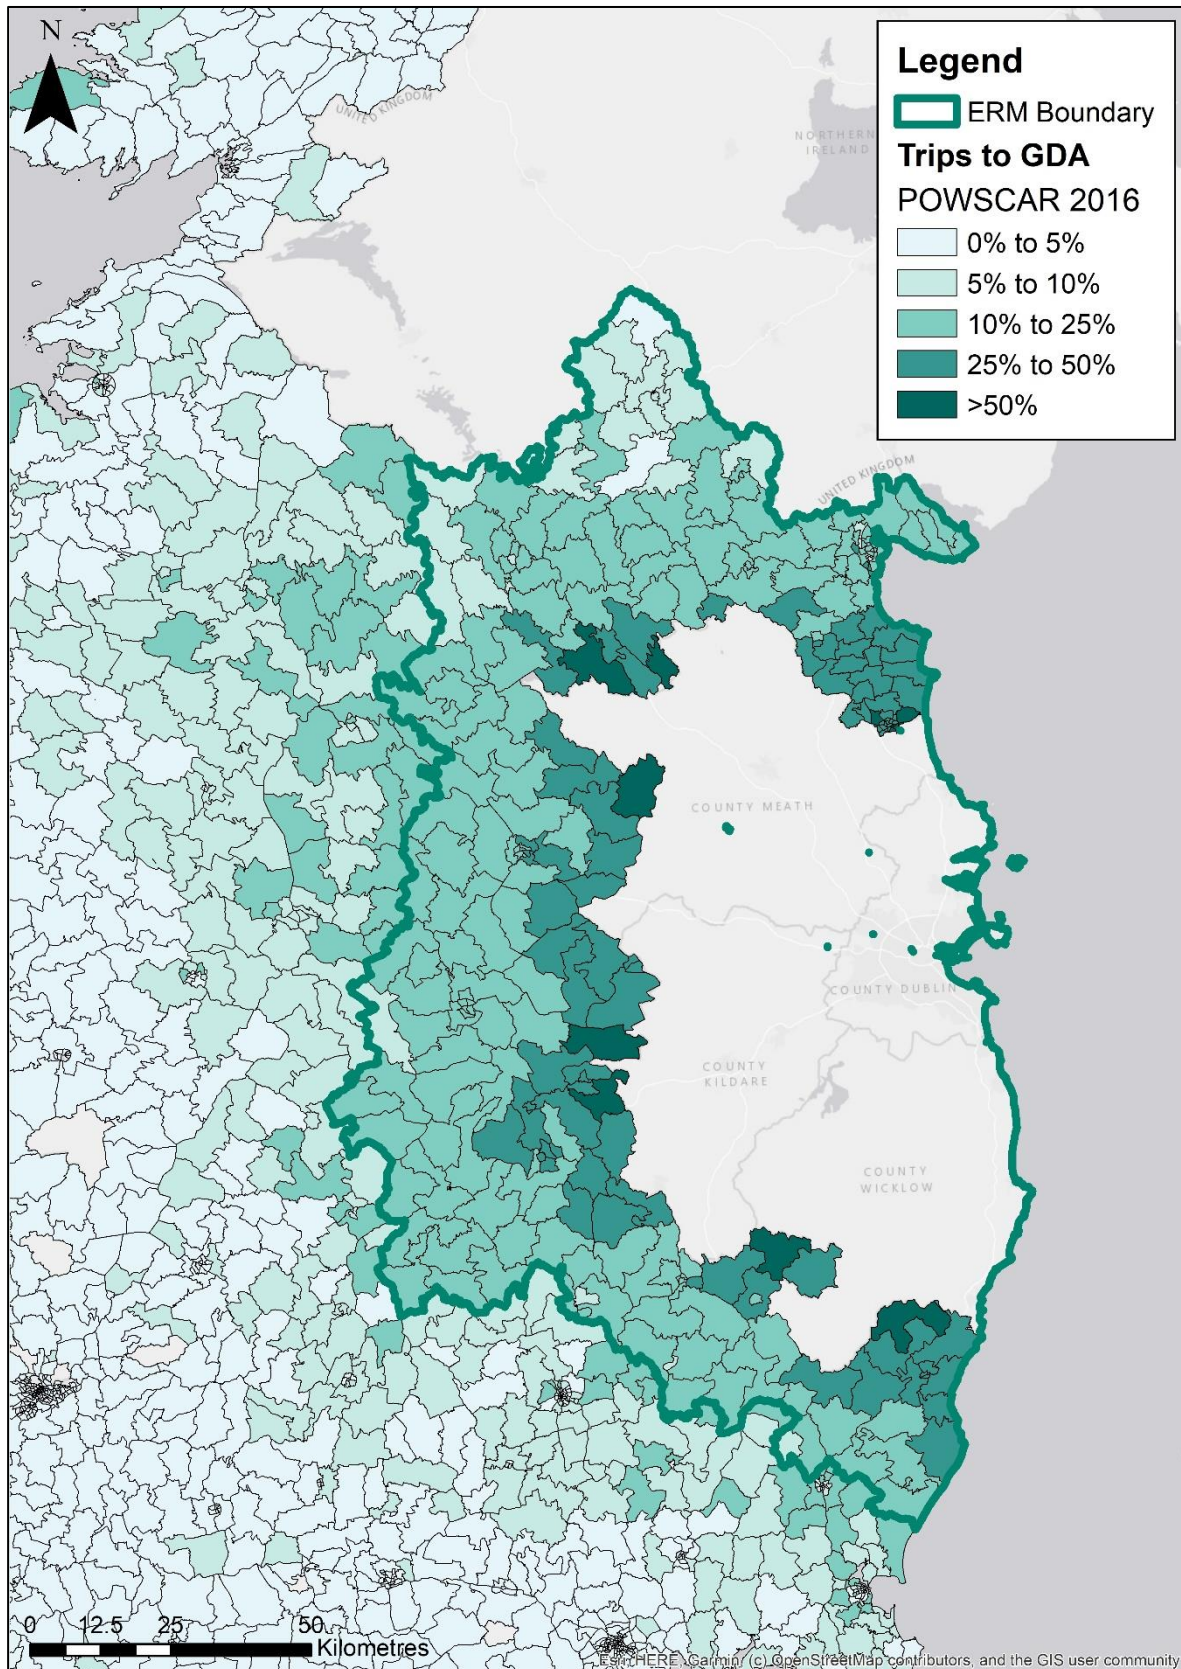 N
Legend
ERM Boundary
Trips to GDA
POWSCAR 2016
0% to 5%
5% to 10%
10% to 25%
25% to 50%
>50%
UNITED KINGDOM
NORTHERN
IRELAND
UNITED KINGDOM
COUNTY MEATH
COUNTY DUBLIN
COUNTY
KILDARE
COUNTY
WICKLOW
0 12.5 25 50
Kilometres
Esri, HERE, Garmin, (c) OpenStreetMap contributors, and the GIS user community